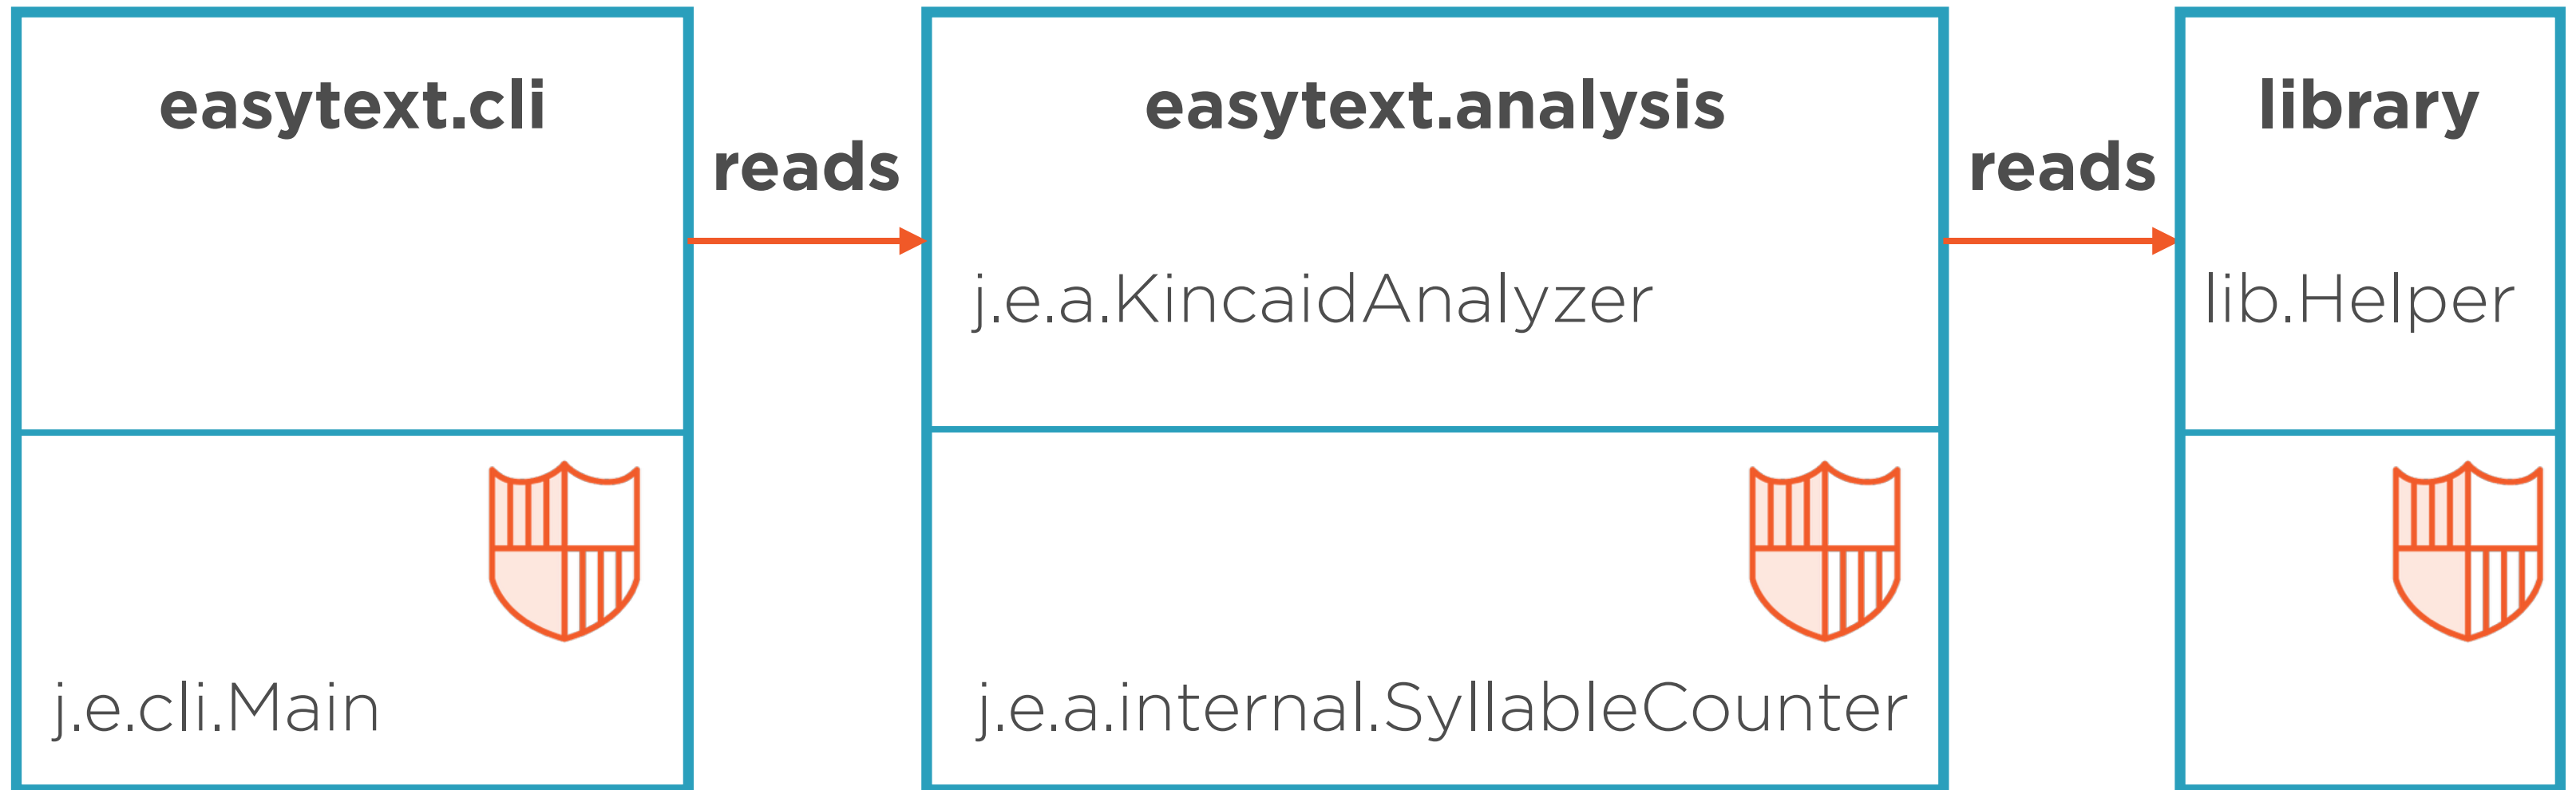 easytext.cli
reads
easytext.analysis
reads
library
j.e.a.KincaidAnalyzer
lib.Helper
j.e.cli.Main
j.e.a.internal.SyllableCounter